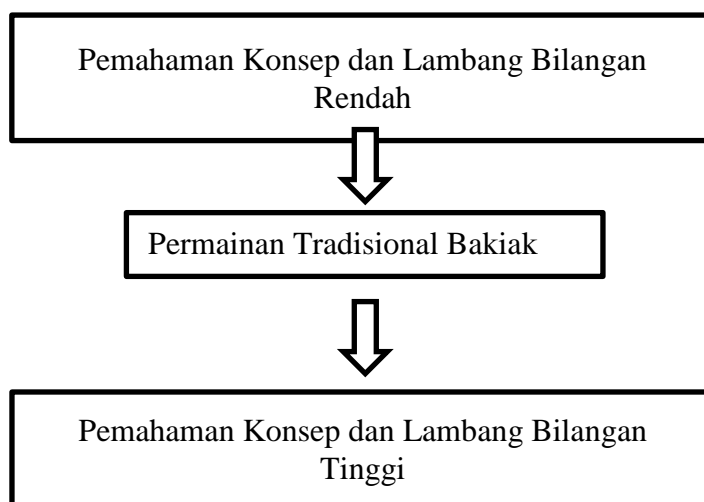 Pemahaman Konsep dan Lambang Bilangan
Rendah
Permainan Tradisional Bakiak
Pemahaman Konsep dan Lambang Bilangan
Tinggi